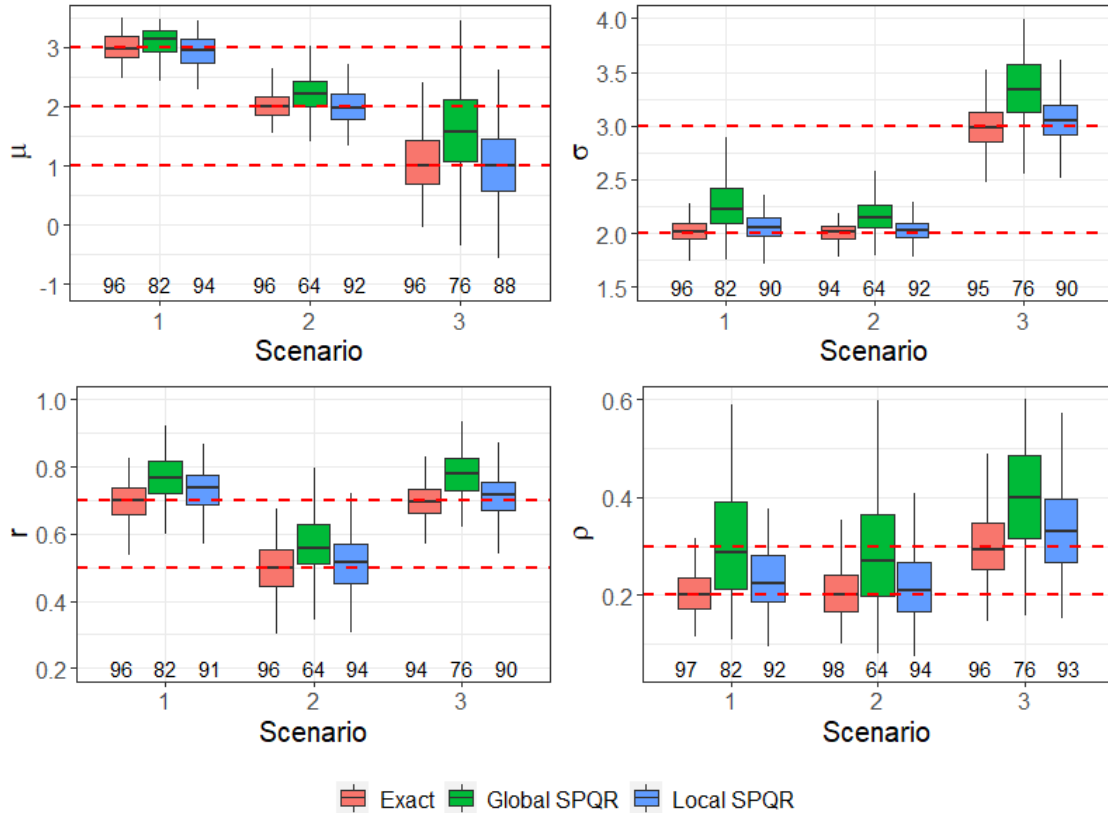 3
2
1
0
-1
μ
96 82 94 96 64 92 96 76 88
1 2 3
Scenario
4.0
3.5
3.0
2.5
2.0
1.5
σ
96 82 90 94 64 92 95 76 90
1 2 3
Scenario
1.0
0.8
0.6
0.4
0.2
r
96 82 91 96 64 94 94 76 90
1 2 3
Scenario
0.6
0.4
0.2
ρ
97 82 92 98 64 94 96 76 93
1 2 3
Scenario
Exact Global SPQR Local SPQR